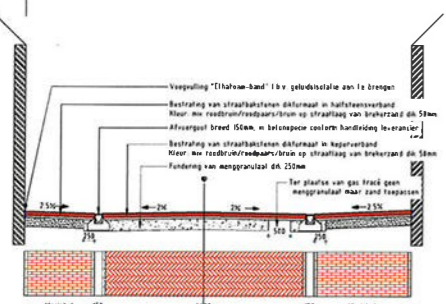 Voegvulling "Ethafoam-band" t.b.v. geluidsisolatie aan te brengen
Bestrating van straatbakstenen dikformaat in halfsteensverband
Kleur: mix roodbruin/roodpaars/bruin op straatlaag van brekerzand dik 50mm
Afvoergoot breed 150mm, in betonspecie conform handleiding leverancier
Bestrating van straatbakstenen dikformaat in keperverband
Kleur: mix roodbruin/roodpaars/bruin op straatlaag van brekerzand dik 50mm
Fundering van menggranulaat dik 250mm
Ter plaatse van gas tracé geen
menggranulaat maar zand toepassen
2.5% 2% 2% 2.5%
250 500 250